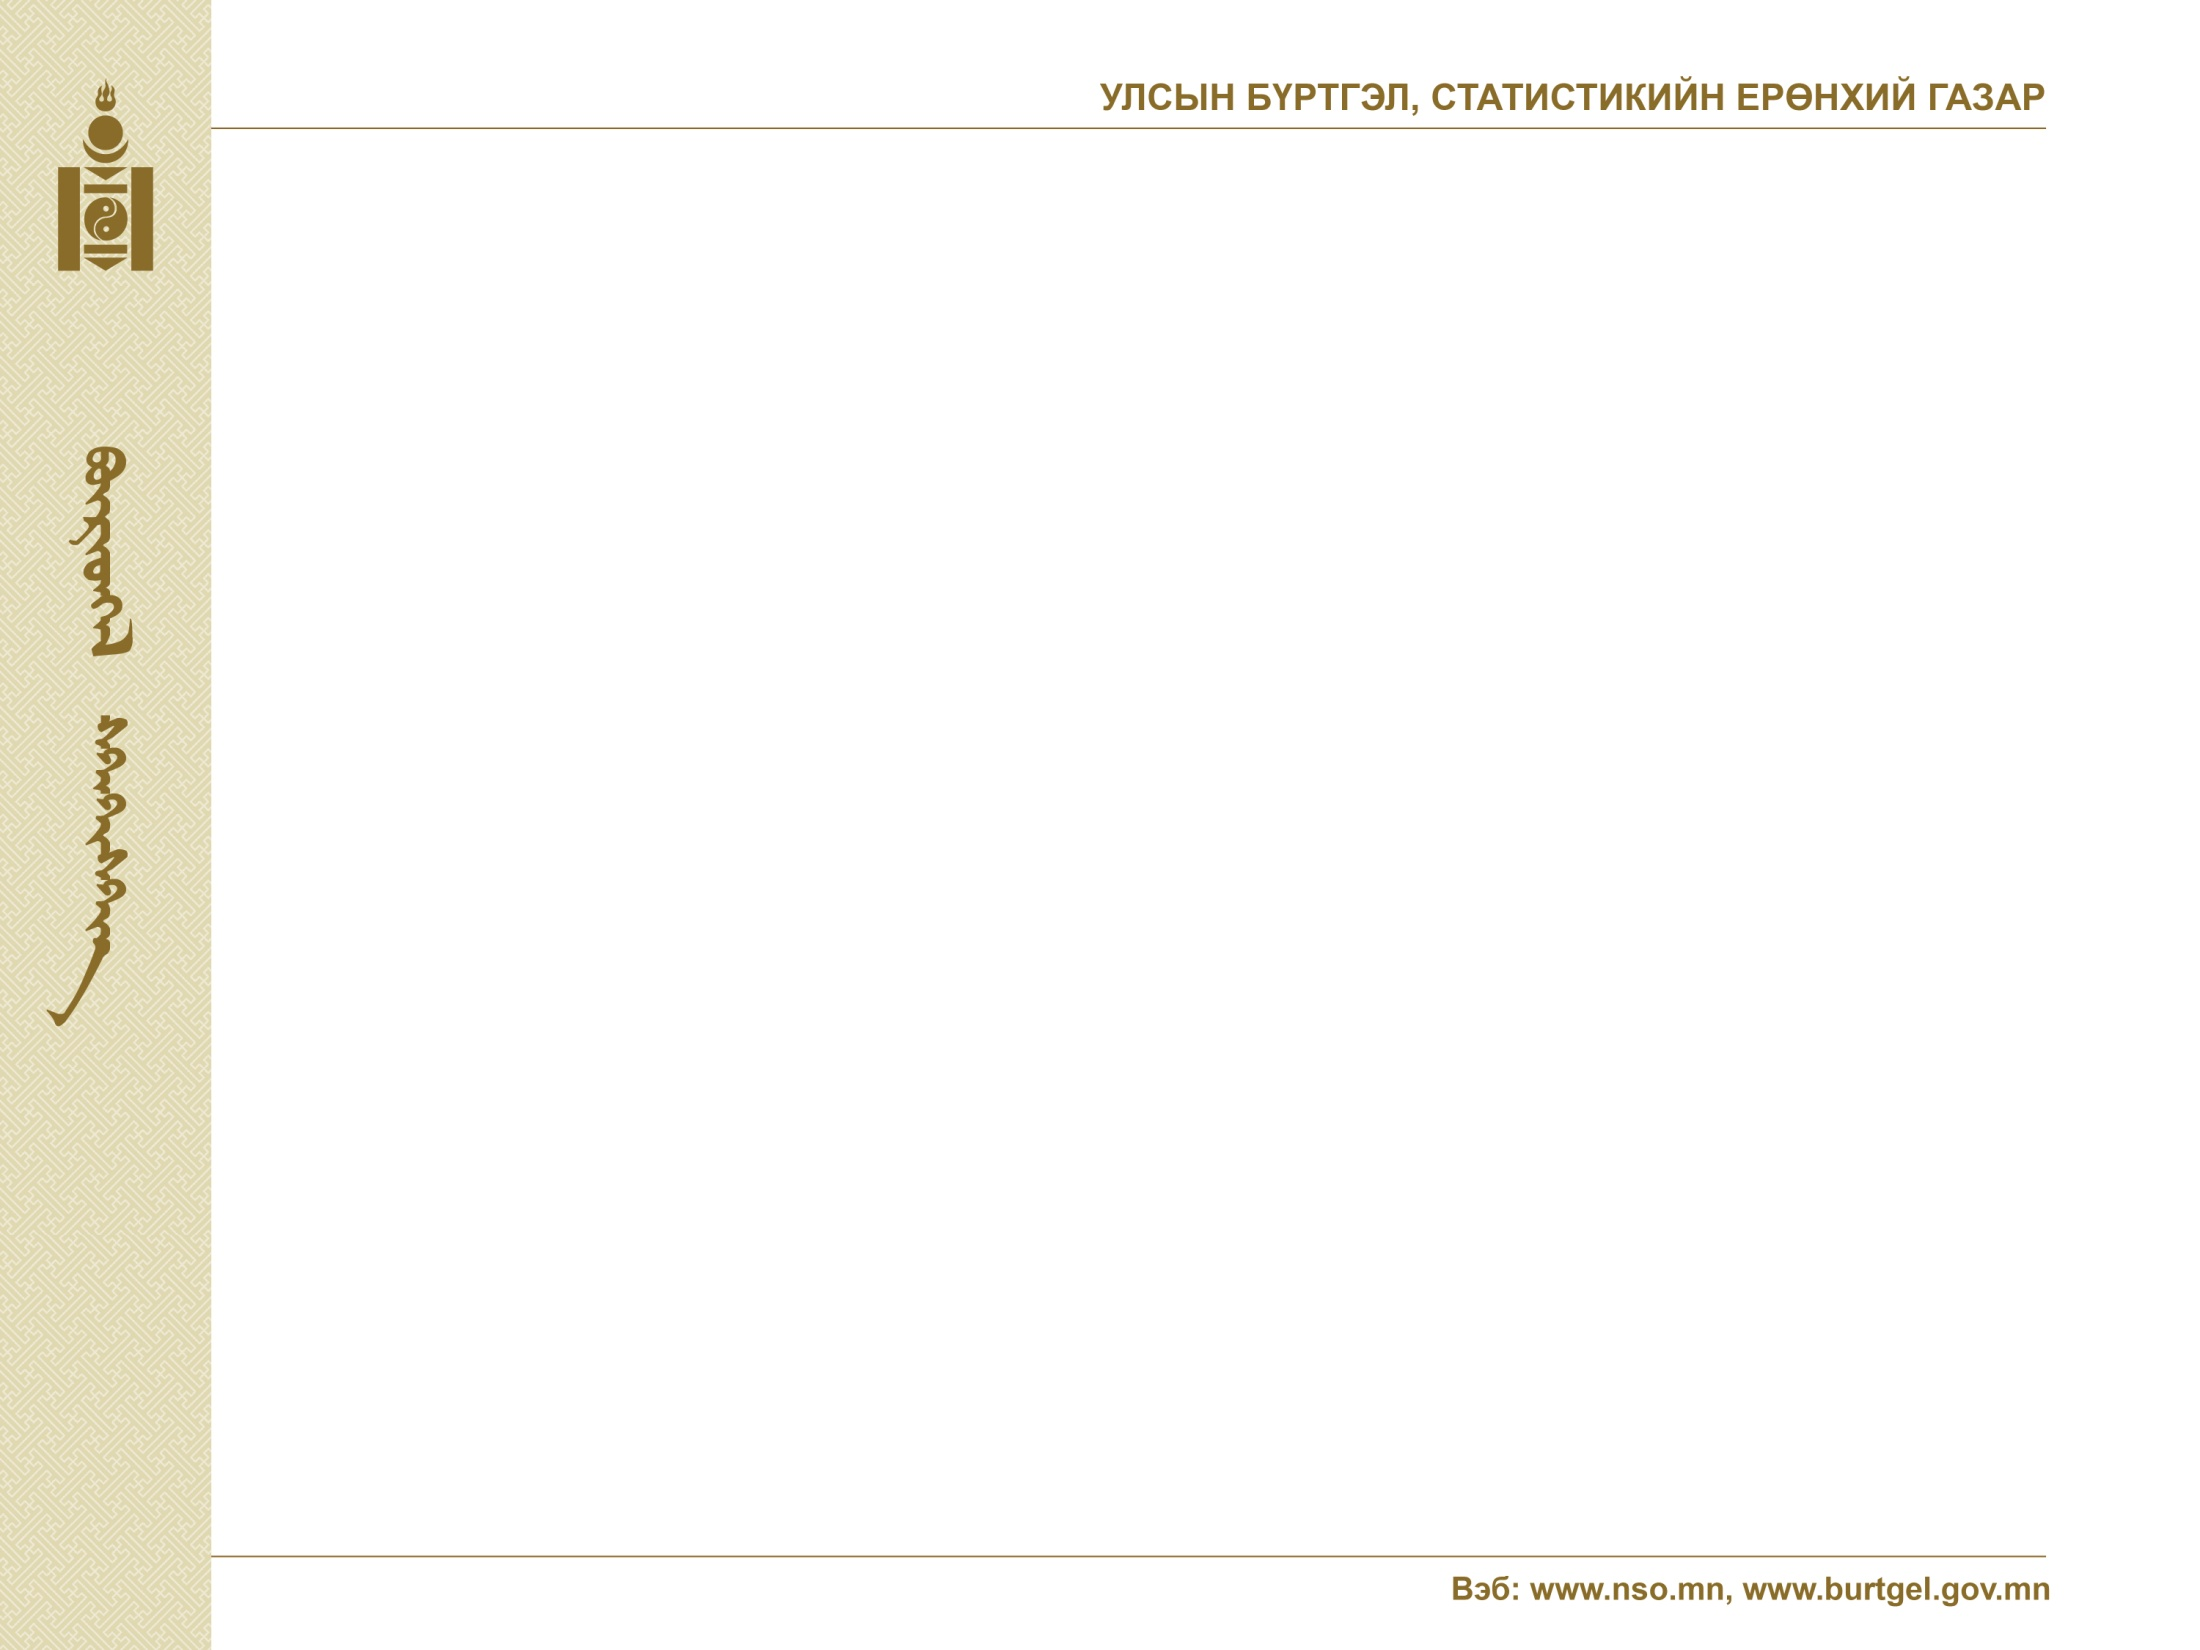 УЛСЫН БҮРТГЭЛ, СТАТИСТИКИЙН ЕРӨНХИЙ ГАЗАР
Вэб: www.nso.mn, www.burtgel.gov.mn